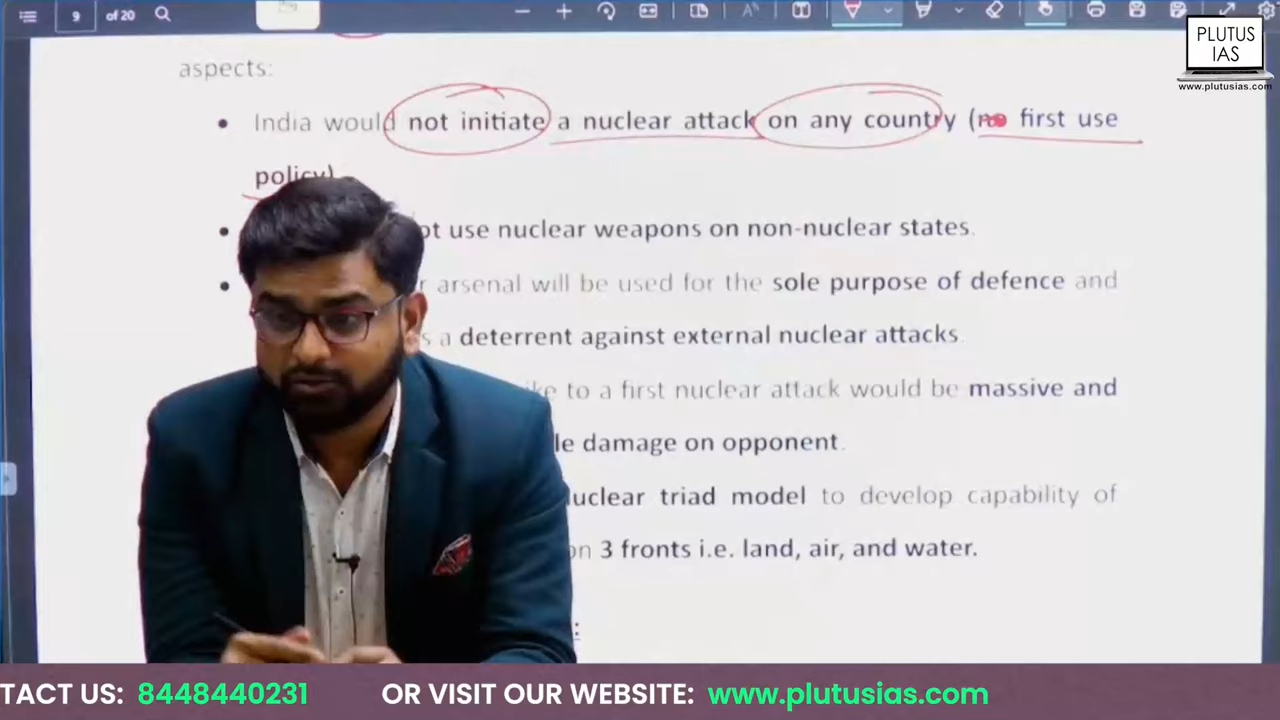 9 of 20
PLUTUS
IAS
www.plutusias.com
aspects:
• India would not initiate a nuclear attack on any country (no first use
policy)
• use nuclear weapons on non-nuclear states.
• arsenal will be used for the sole purpose of defence and
a deterrent against external nuclear attacks.
to a first nuclear attack would be massive and
damage on opponent.
nuclear triad model to develop capability of
on 3 fronts i.e. land, air, and water.
:
TACT US: 8448440231 OR VISIT OUR WEBSITE: www.plutusias.com